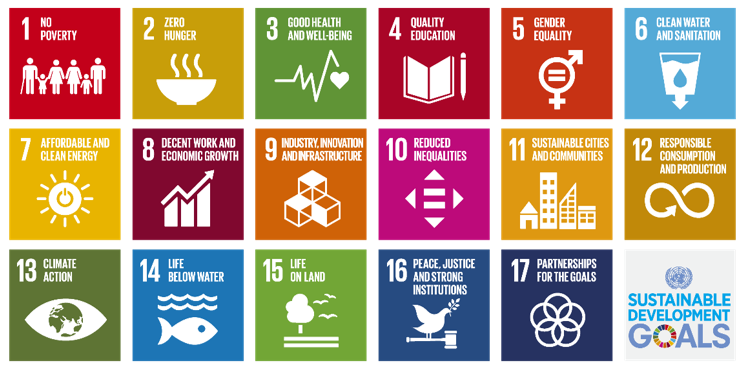 1 NO
POVERTY
2 ZERO
HUNGER
3 GOOD HEALTH
AND WELL-BEING
4 QUALITY
EDUCATION
5 GENDER
EQUALITY
6 CLEAN WATER
AND SANITATION
7 AFFORDABLE AND
CLEAN ENERGY
8 DECENT WORK AND
ECONOMIC GROWTH
9 INDUSTRY, INNOVATION
AND INFRASTRUCTURE
10 REDUCED
INEQUALITIES
11 SUSTAINABLE CITIES
AND COMMUNITIES
12 RESPONSIBLE
CONSUMPTION
AND PRODUCTION
13 CLIMATE
ACTION
14 LIFE
BELOW WATER
15 LIFE
ON LAND
16 PEACE, JUSTICE
AND STRONG
INSTITUTIONS
17 PARTNERSHIPS
FOR THE GOALS
SUSTAINABLE
DEVELOPMENT
GOALS